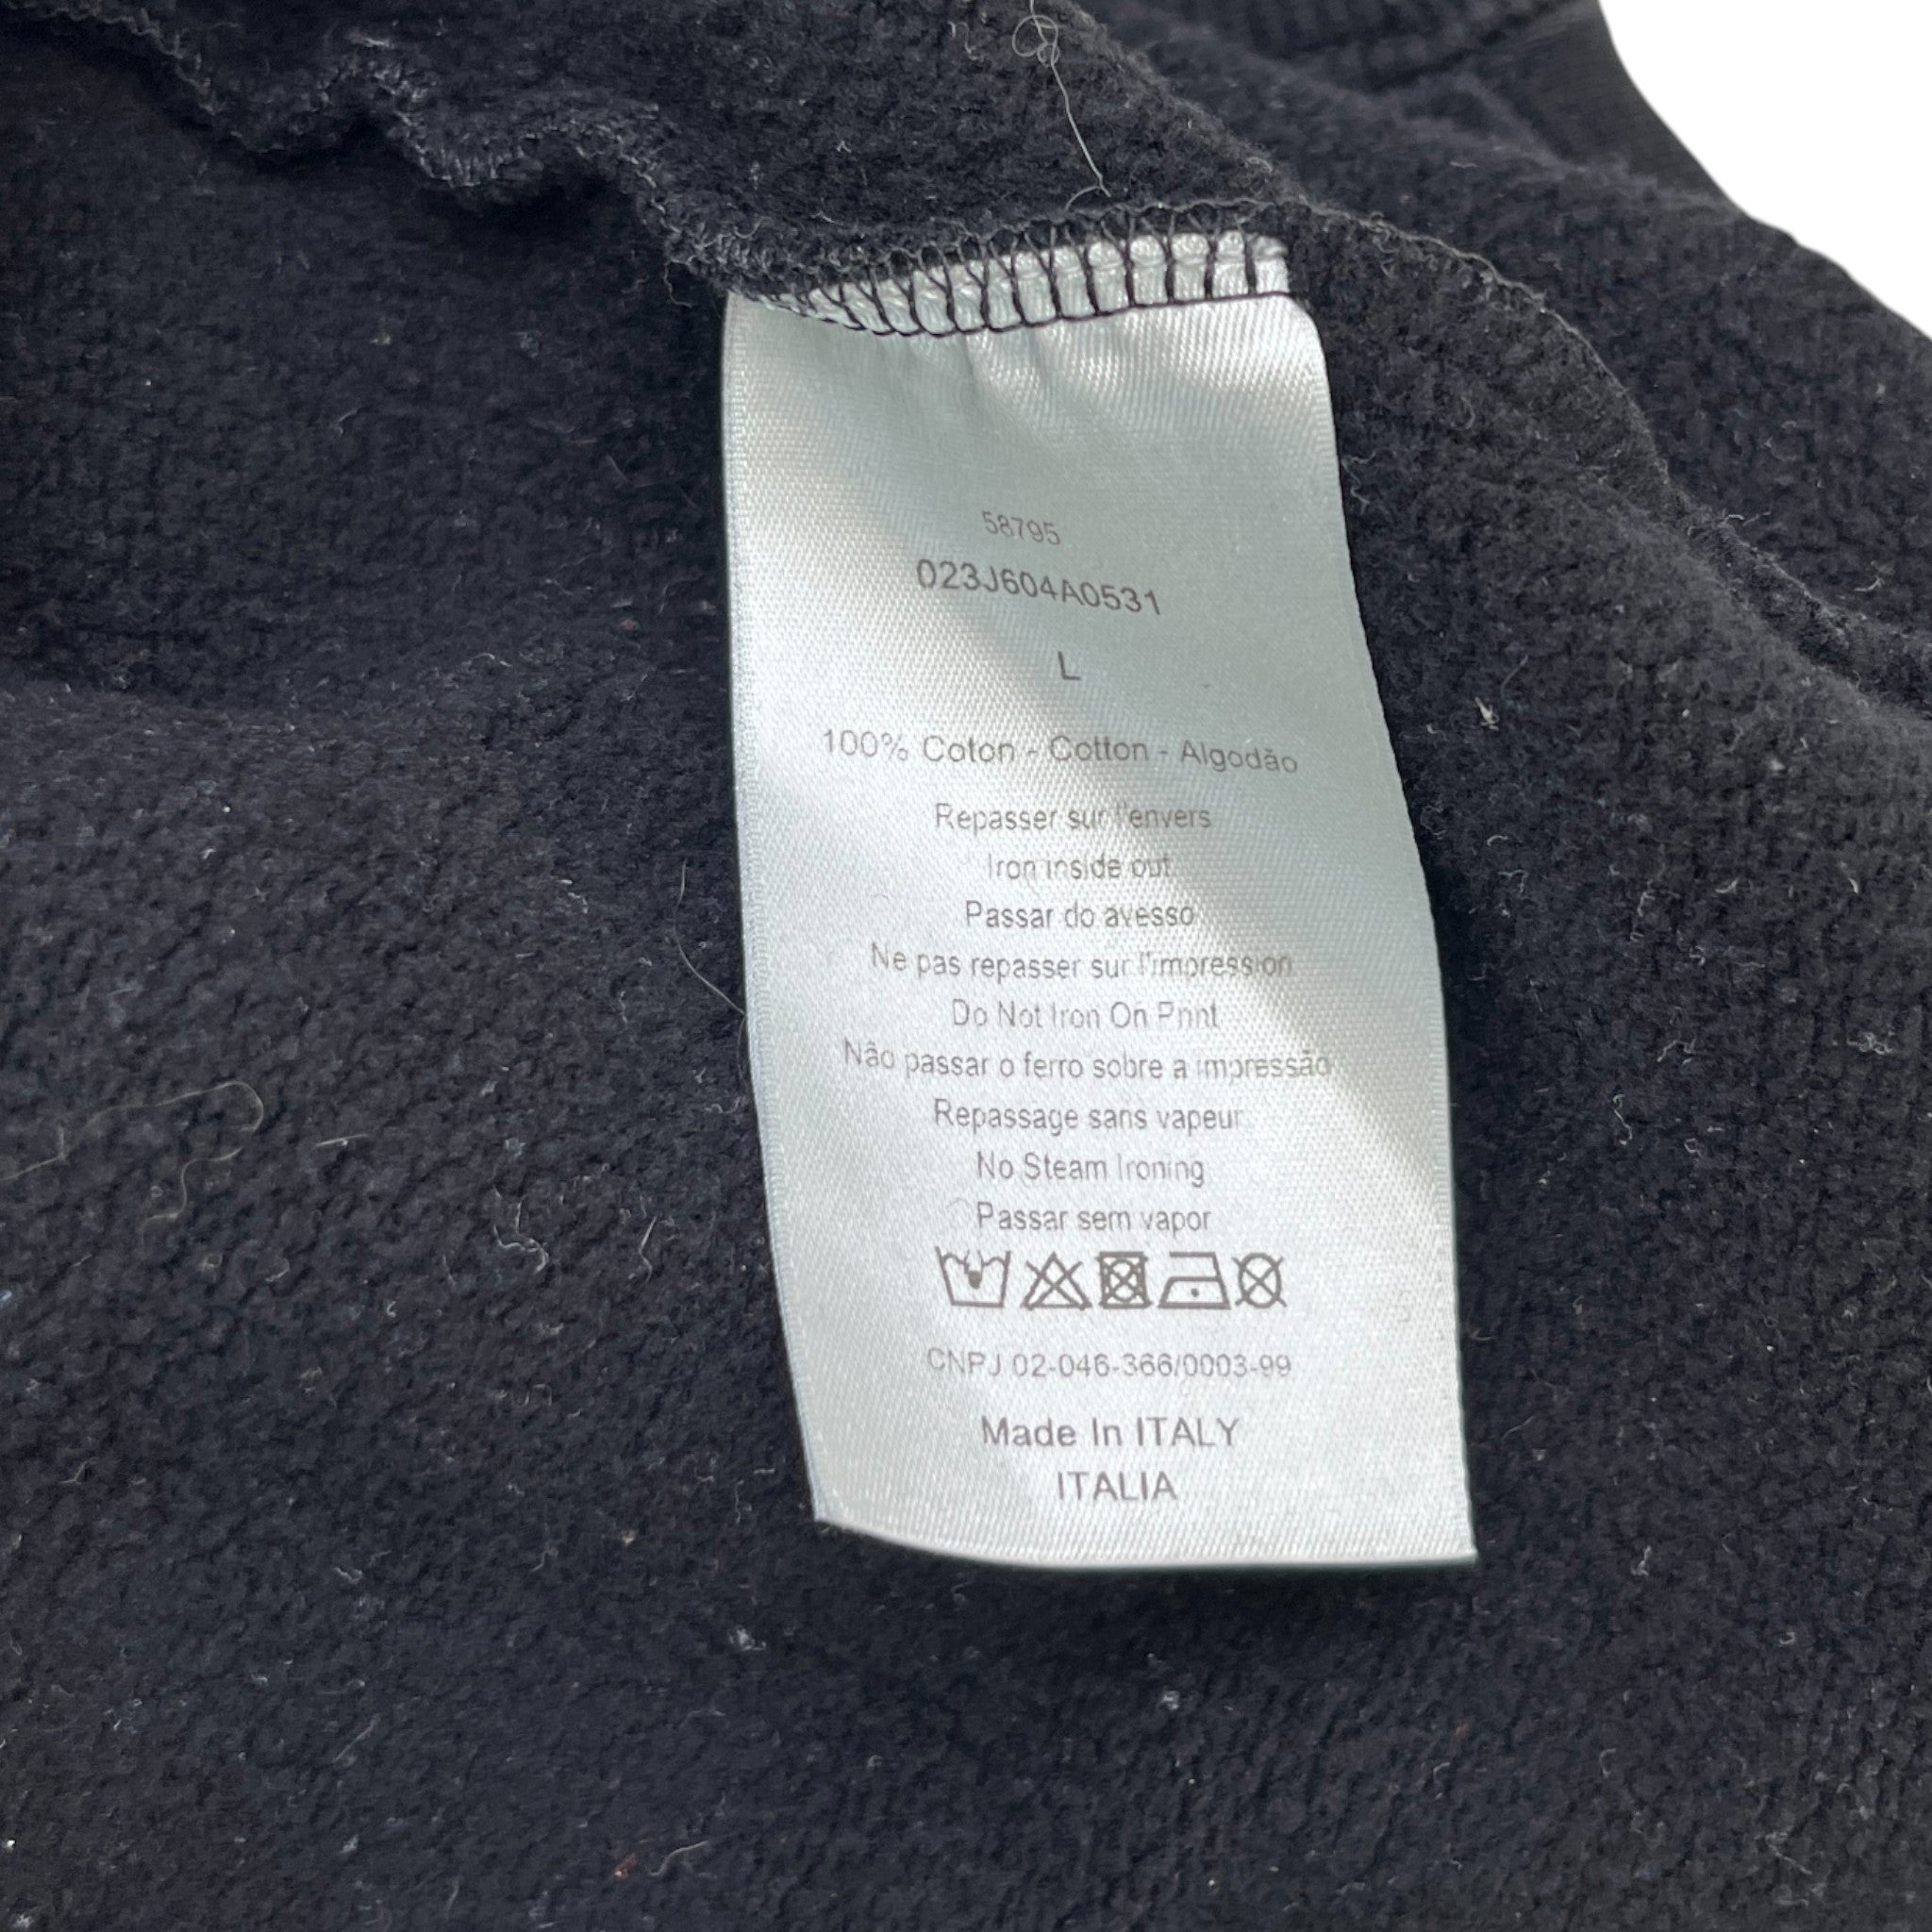 58795
023J604A0531
L
100% Coton - Cotton - Algodão
Repasser sur l'envers
Iron inside out
Passar do avesso
Ne pas repasser sur l'impression
Do Not Iron On Print
Não passar o ferro sobre a impressão
Repassage sans vapeur
No Steam Ironing
Passar sem vapor
CNPJ 02-046-366/0003-99
Made In ITALY
ITALIA